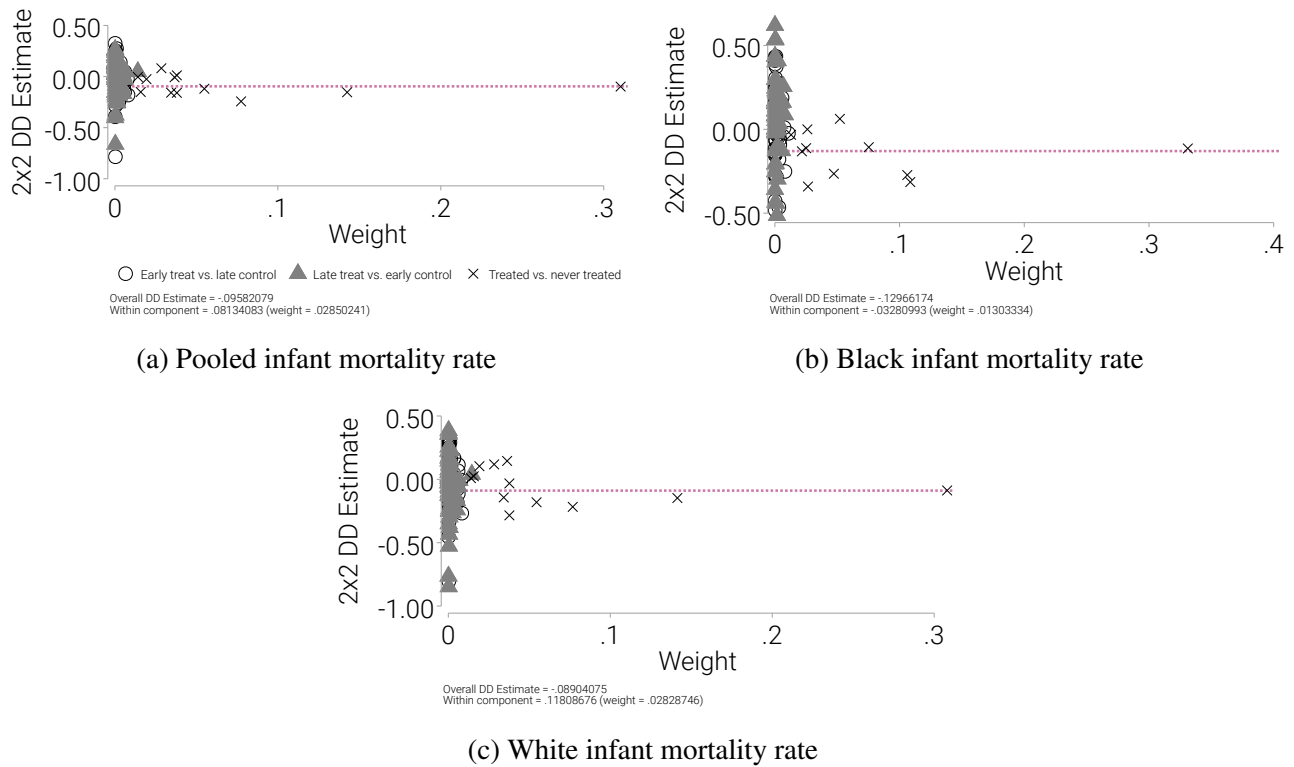 2x2 DD Estimate
0.50
0.00
-0.50
-1.00
0 .1 .2 .3
Weight
Early treat vs. late control Late treat vs. early control Treated vs. never treated
Overall DD Estimate = -.09582079
Within component = .08134083 (weight = .02850241)
(a) Pooled infant mortality rate
2x2 DD Estimate
0.50
0.00
-0.50
0 .1 .2 .3 .4
Weight
Overall DD Estimate = -.12966174
Within component = -.03280993 (weight = .01303334)
(b) Black infant mortality rate
2x2 DD Estimate
0.50
0.00
-0.50
-1.00
0 .1 .2 .3
Weight
Overall DD Estimate = -.08904075
Within component = .11808676 (weight = .02828746)
(c) White infant mortality rate